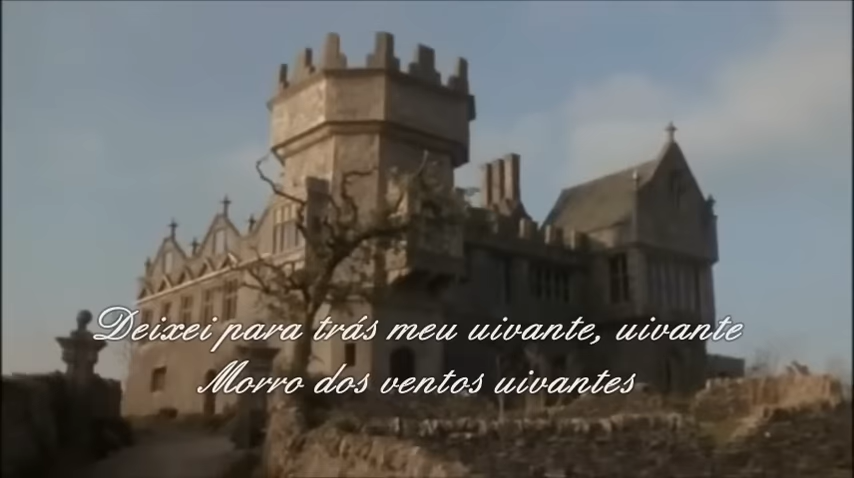 Deixei para trás meu uivante, uivante
Morro dos ventos uivantes